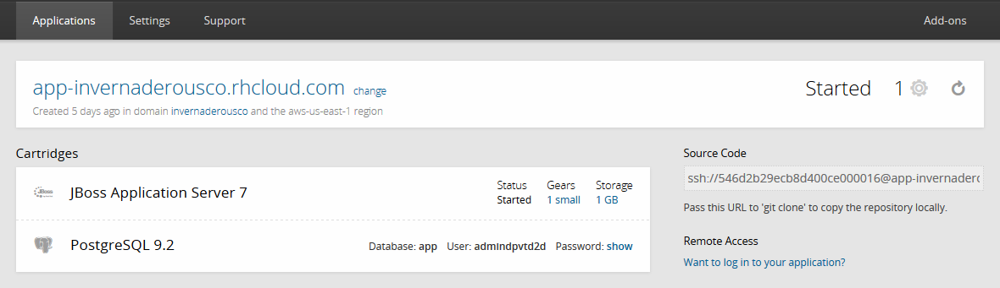 Applications Settings Support Add-ons
app-invernaderousco.rhcloud.com change
Started 1
Created 5 days ago in domain invernaderousco and the aws-us-east-1 region
Cartridges
JBoss
JBoss Application Server 7
Status Gears Storage
Started 1 small 1 GB
PostgreSQL 9.2
Database: app User: admindpvtd2d Password: show
Source Code
ssh://546d2b29ecb8d400ce000016@app-invernaderc
Pass this URL to 'git clone' to copy the repository locally.
Remote Access
Want to log in to your application?